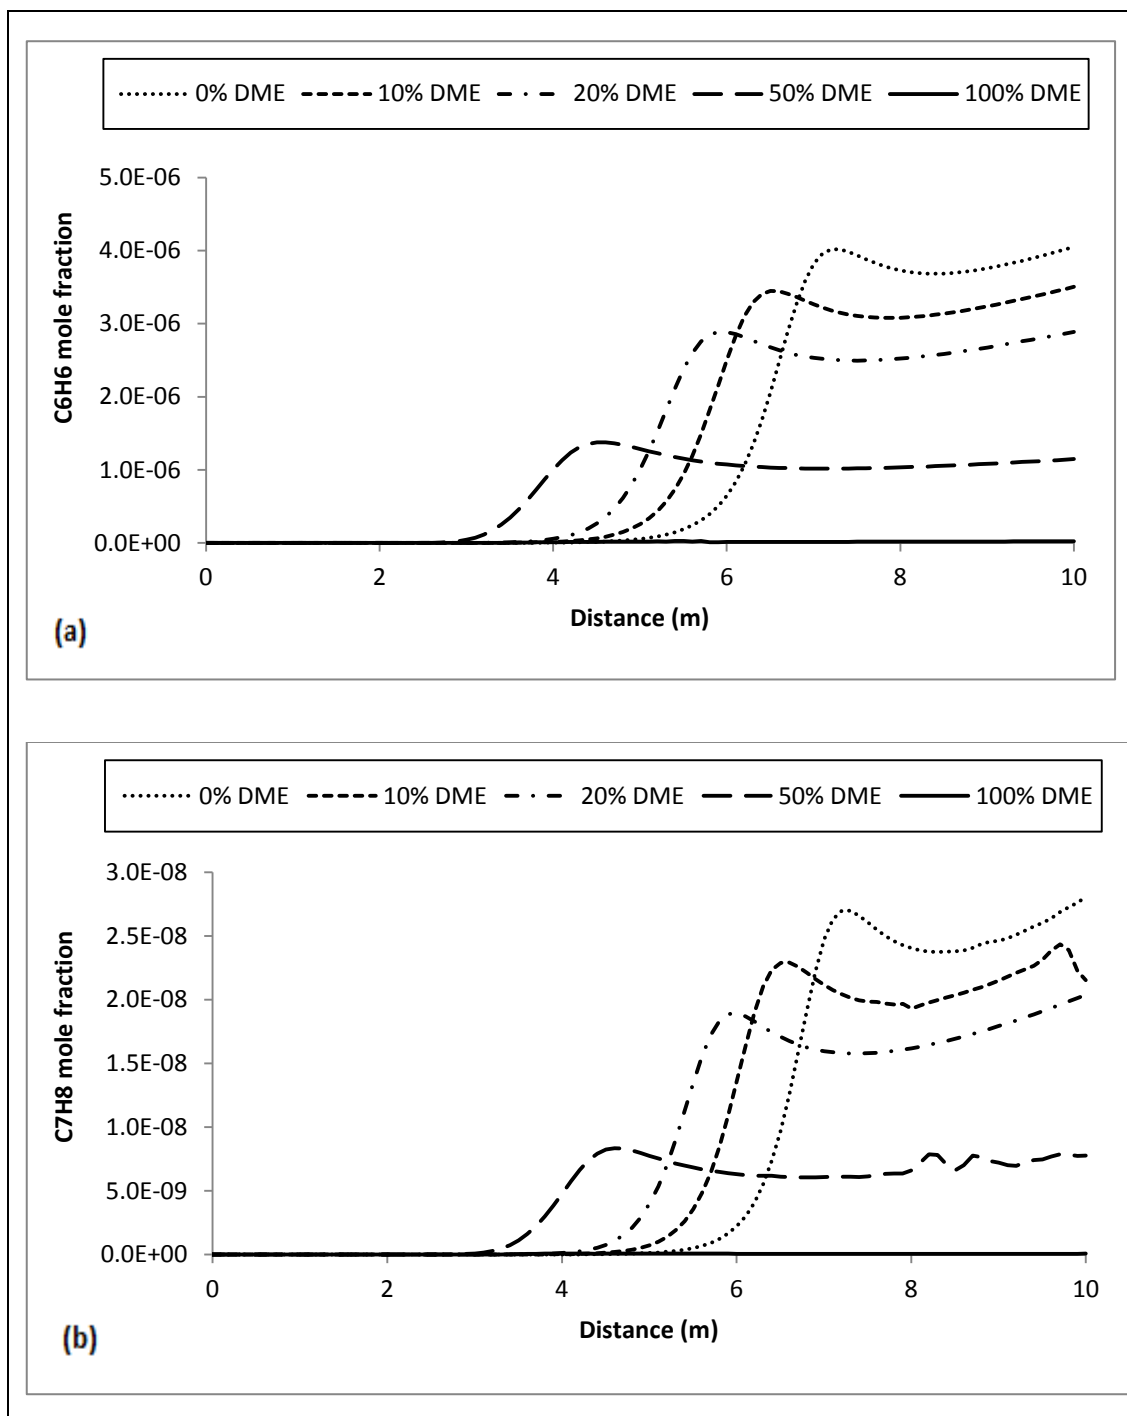 0% DME 10% DME 20% DME 50% DME 100% DME
5.0E-06
4.0E-06
3.0E-06
2.0E-06
1.0E-06
0.0E+00
C6H6 mole fraction
0 2 4 6 8 10
Distance (m)
(a)
0% DME 10% DME 20% DME 50% DME 100% DME
3.0E-08
2.5E-08
2.0E-08
1.5E-08
1.0E-08
5.0E-09
0.0E+00
C7H8 mole fraction
0 2 4 6 8 10
Distance (m)
(b)